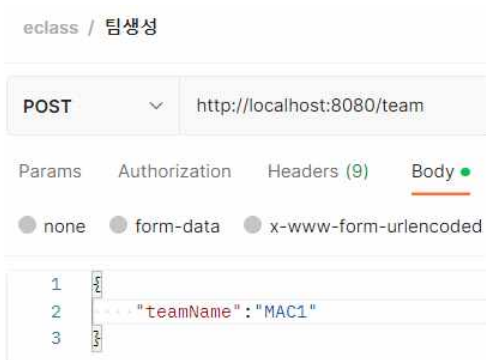 eclass / 팀생성
POST http://localhost:8080/team
Params Authorization Headers (9) Body
none form-data x-www-form-urlencoded
1 {
2 "teamName":"MAC1"
3 }